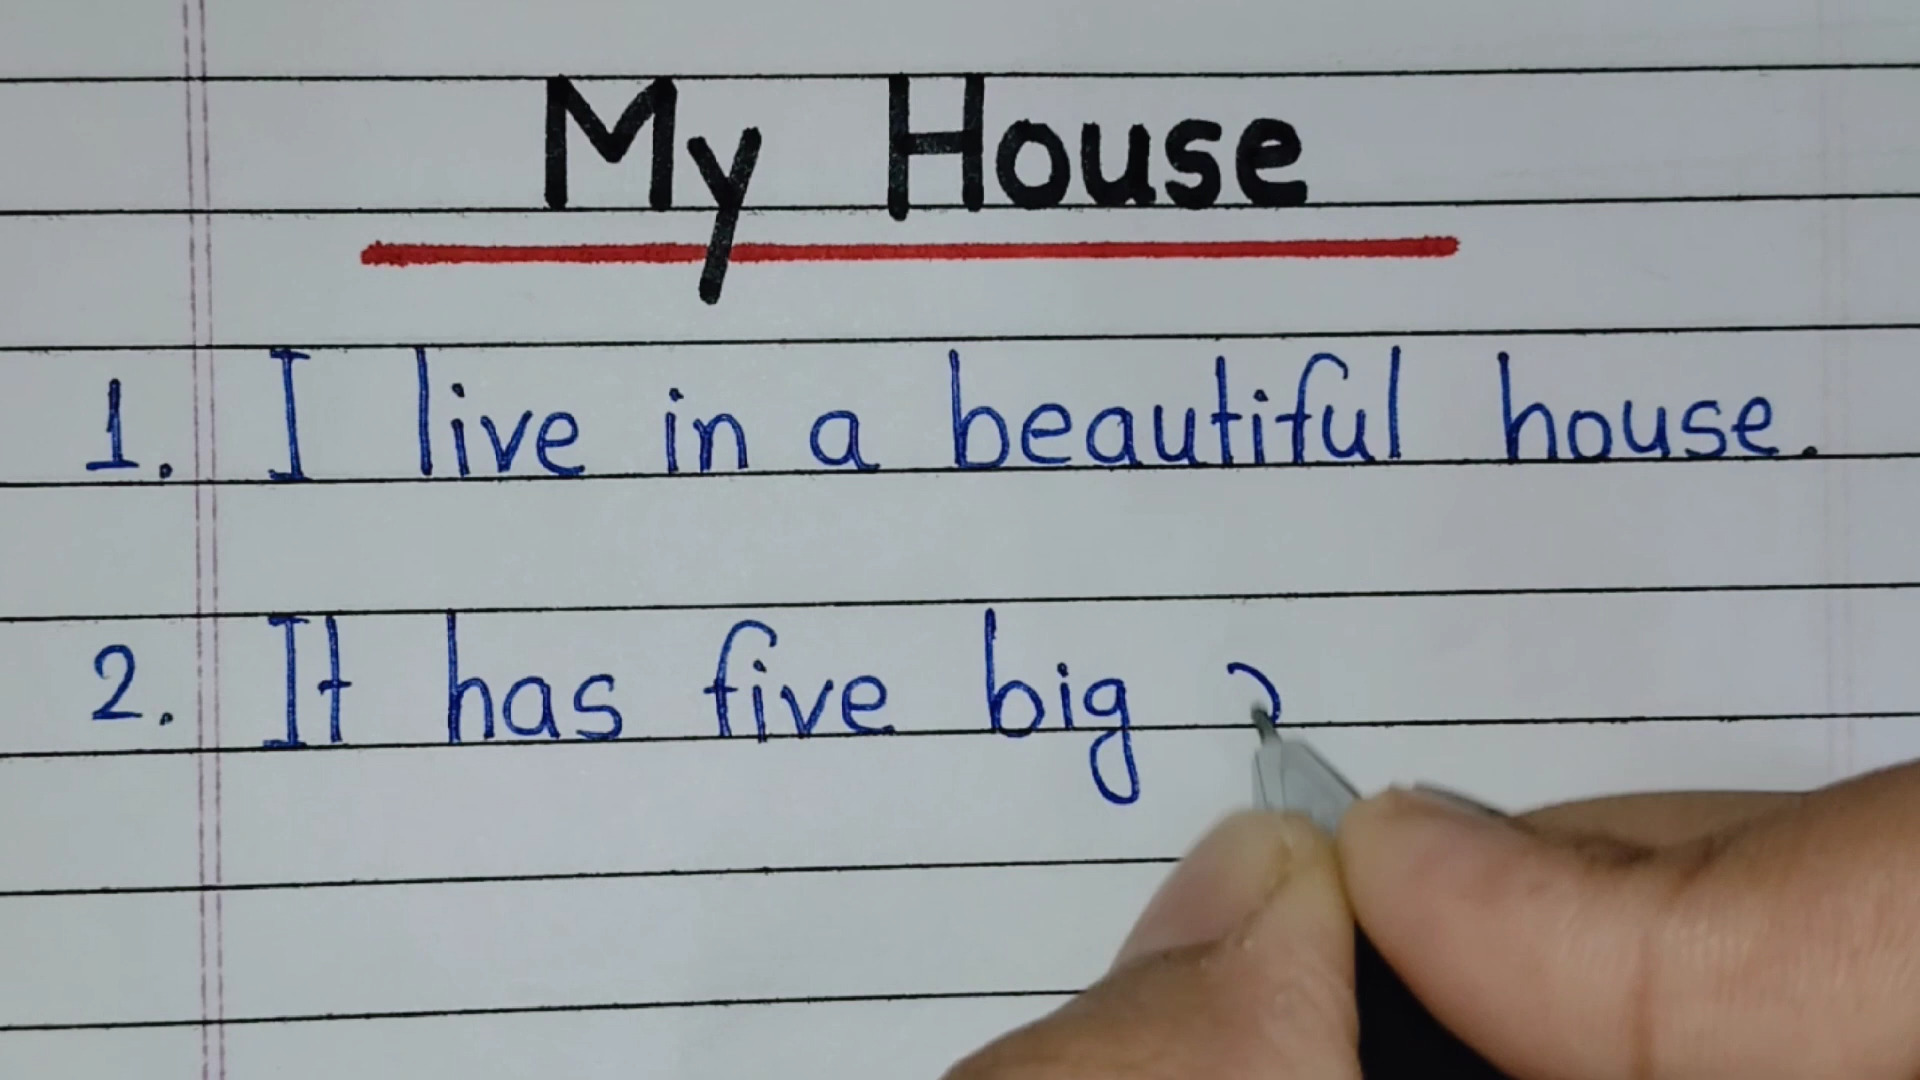 My House
1. I live in a beautiful house.
2. It has five big